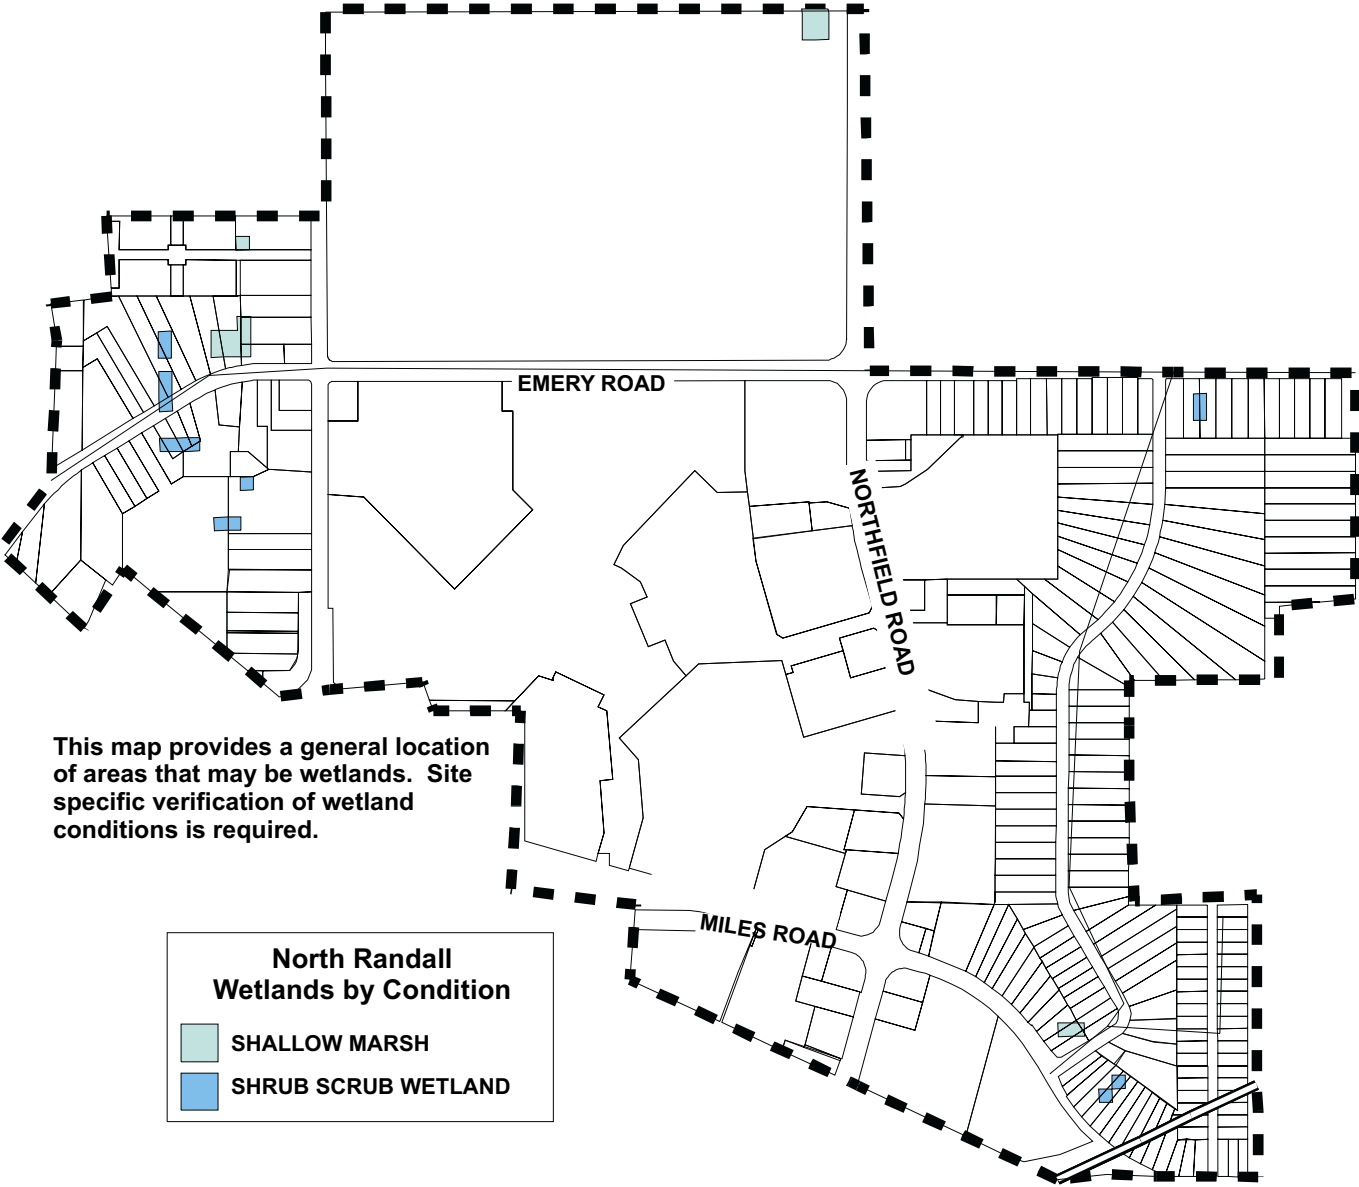 EMERY ROAD
NORTHFIELD ROAD
This map provides a general location
of areas that may be wetlands.  Site
specific verification of wetland
conditions is required.
MILES ROAD
North Randall
Wetlands by Condition
SHALLOW MARSH
SHRUB SCRUB WETLAND